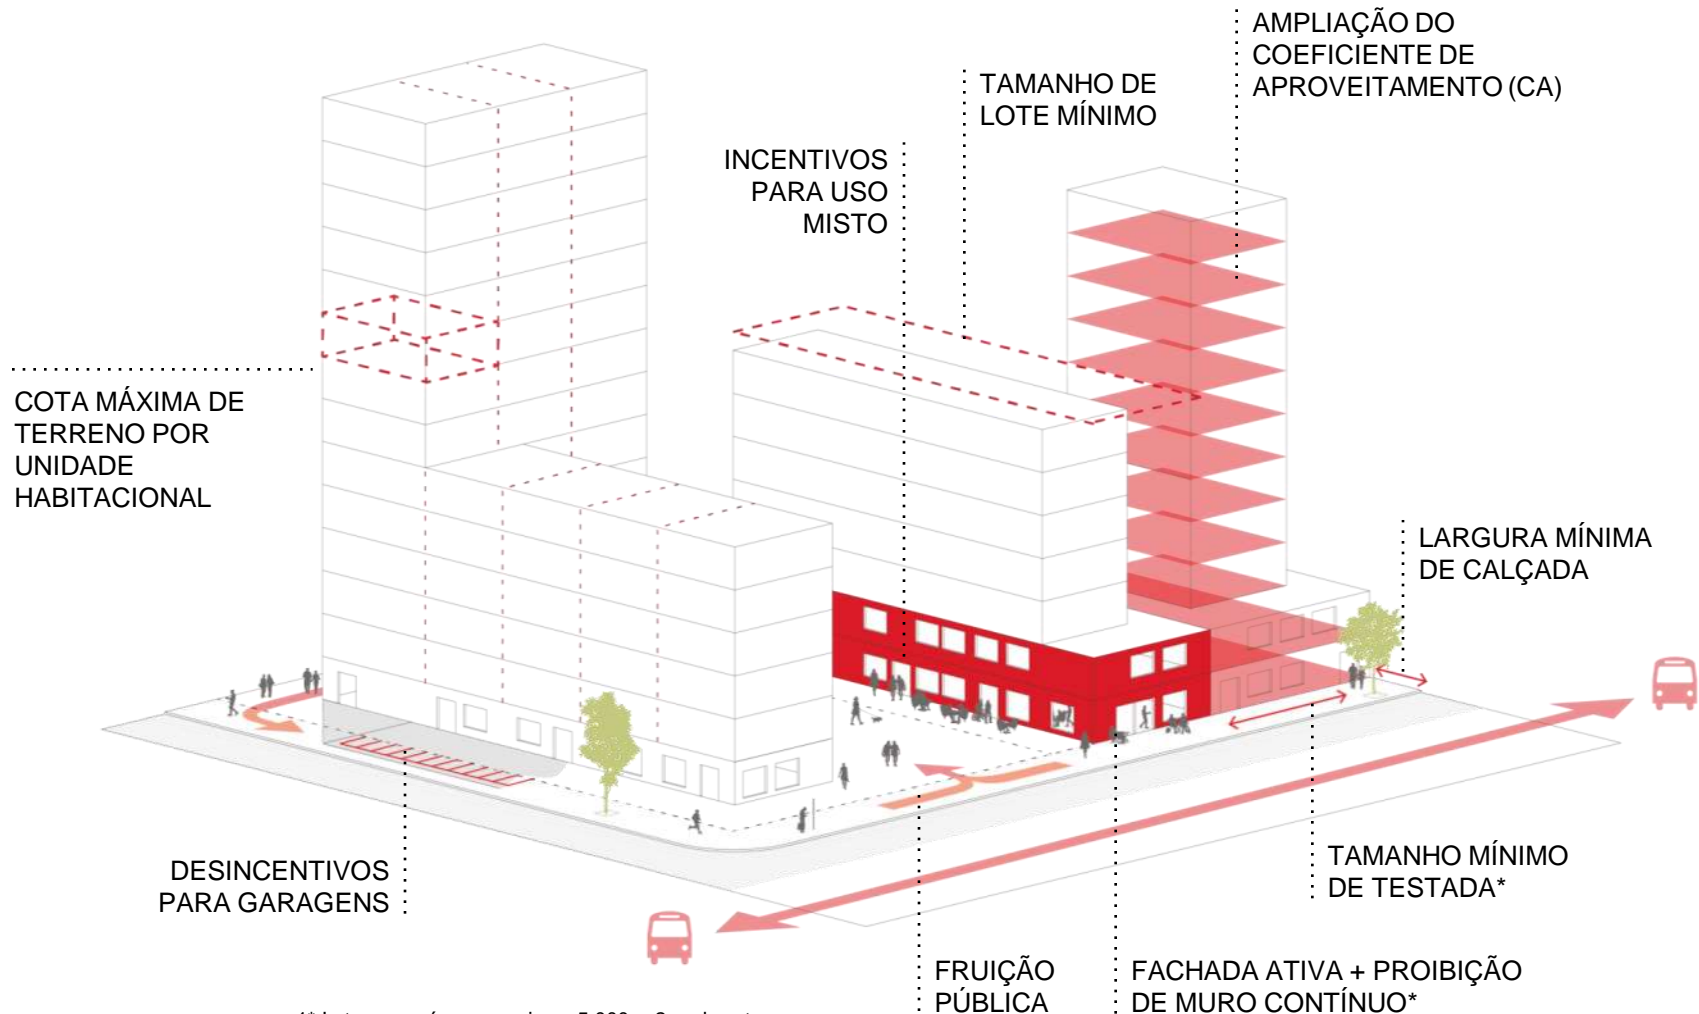 AMPLIAÇÃO DO
COEFICIENTE DE
APROVEITAMENTO (CA)
TAMANHO DE
LOTE MÍNIMO
INCENTIVOS
PARA USO
MISTO
COTA MÁXIMA DE
TERRENO POR
UNIDADE
HABITACIONAL
LARGURA MÍNIMA
DE CALÇADA
DESINCENTIVOS
PARA GARAGENS
TAMANHO MÍNIMO
DE TESTADA*
FRUIÇÃO
PÚBLICA
FACHADA ATIVA + PROIBIÇÃO
DE MURO CONTÍNUO*